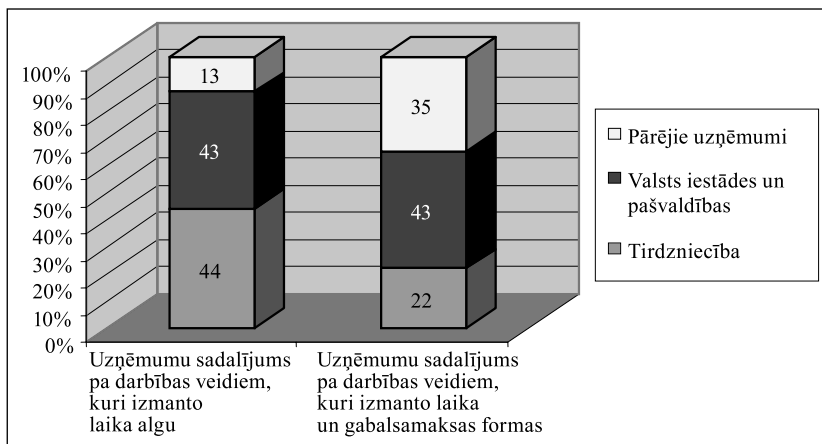 100%
90%
80%
70%
60%
50%
40%
30%
20%
10%
0%
13
43
44
35
43
22
Uzņēmumu sadalījums
pa darbības veidiem,
kuri izmanto
laika algu
Uzņēmumu sadalījums
pa darbības veidiem,
kuri izmanto laika
un gabalsamaksas formas
Pārējie uzņēmumi
Valsts iestādes un
pašvaldības
Tirdzniecība